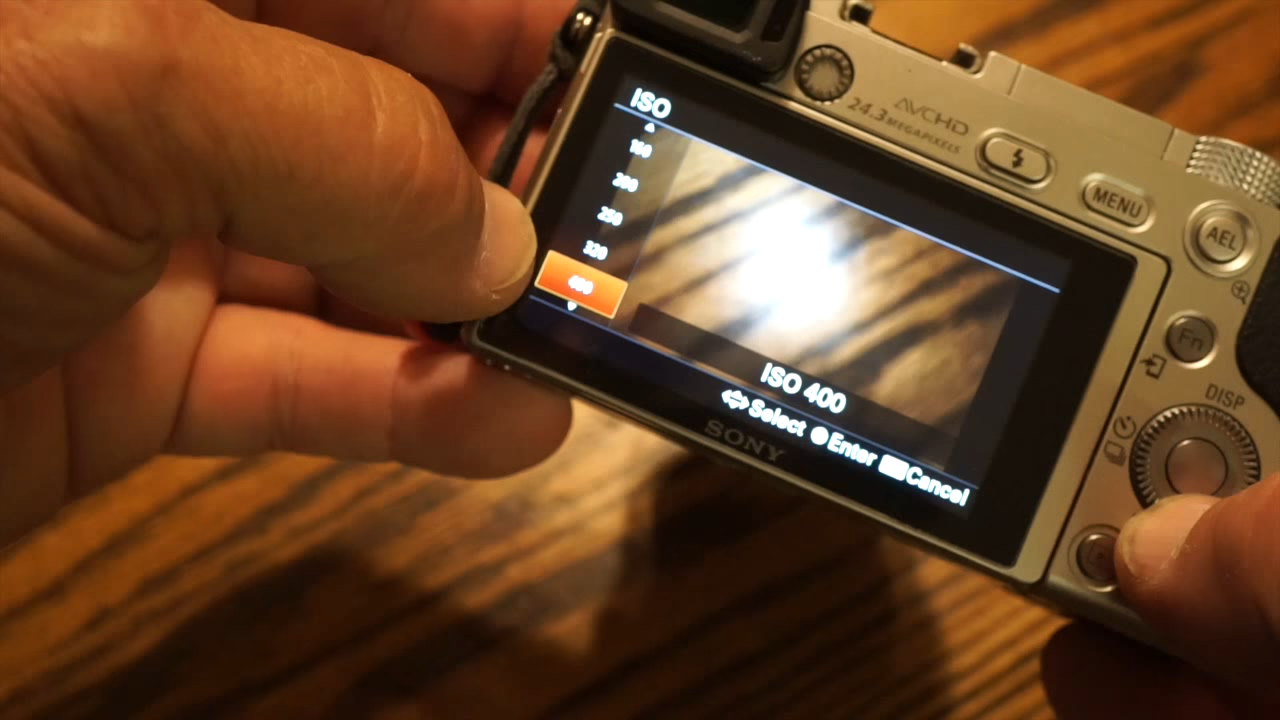 ISO
160
200
250
320
400
ISO 400
Select Enter Cancel
SONY
AVCHD
24.3 MEGAPIXELS
MENU
AEL
Fn
DISP